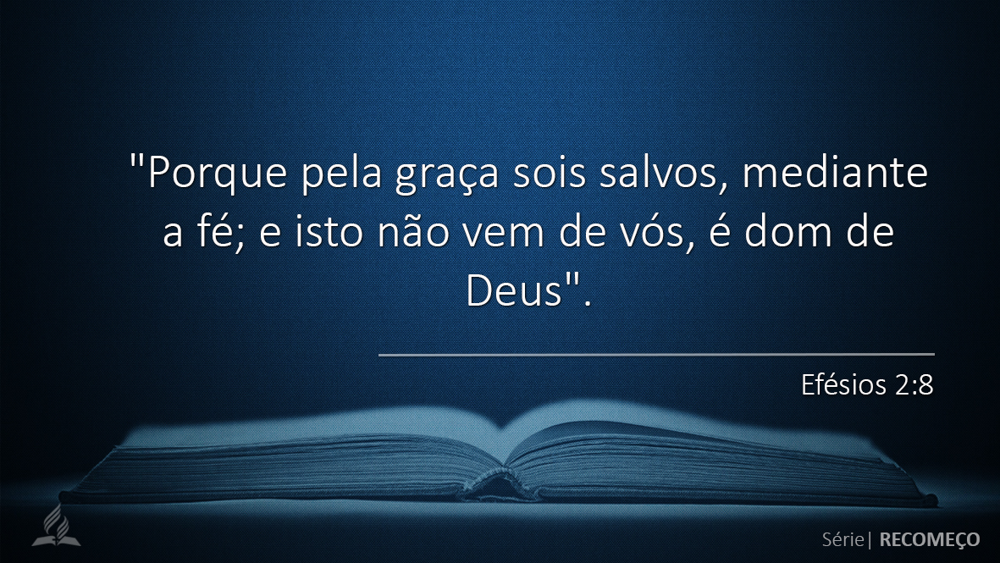 "Porque pela graça sois salvos, mediante
a fé; e isto não vem de vós, é dom de
Deus".
Efésios 2:8
Série| RECOMEÇO